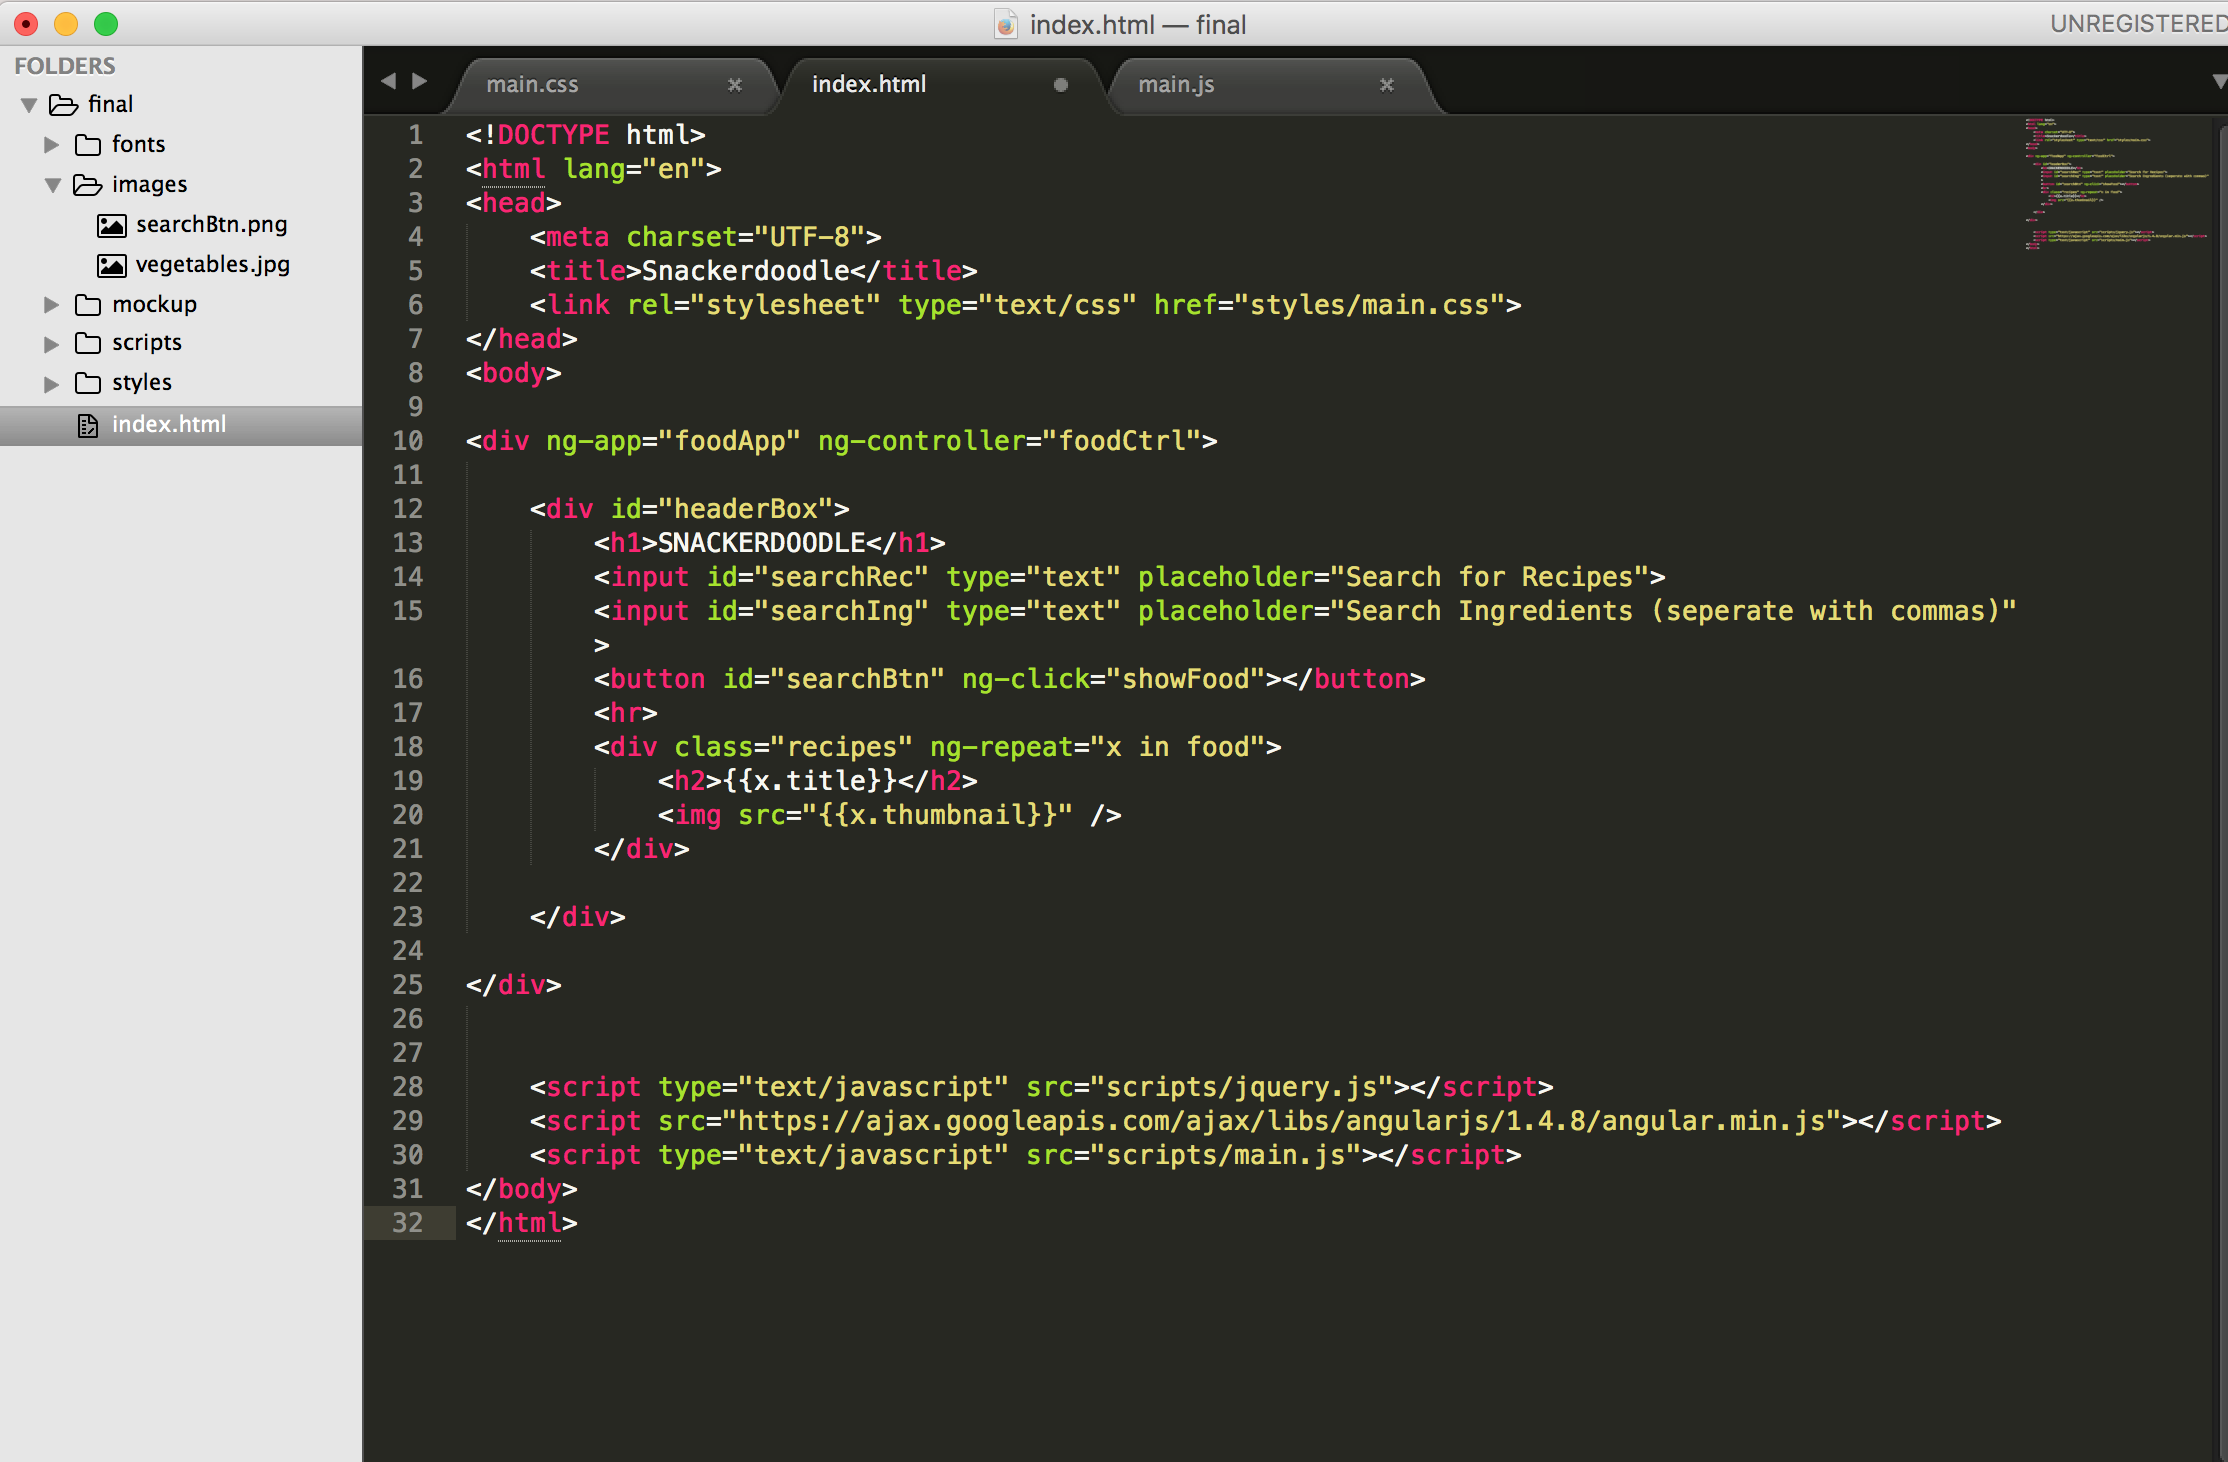 index.html — final
UNREGISTERED
FOLDERS
final
fonts
images
searchBtn.png
vegetables.jpg
mockup
scripts
styles
index.html
main.css
index.html
main.js
1 <!DOCTYPE html>
2 <html lang="en">
3 <head>
4 <meta charset="UTF-8">
5 <title>Snackerdoodle</title>
6 <link rel="stylesheet" type="text/css" href="styles/main.css">
7 </head>
8 <body>
9
10 <div ng-app="foodApp" ng-controller="foodCtrl">
11
12 <div id="headerBox">
13 <h1>SNACKERDOODLE</h1>
14 <input id="searchRec" type="text" placeholder="Search for Recipes">
15 <input id="searchIng" type="text" placeholder="Search Ingredients (seperate with commas)"
>
16 <button id="searchBtn" ng-click="showFood"></button>
17 <hr>
18 <div class="recipes" ng-repeat="x in food">
19 <h2>{{x.title}}</h2>
20 <img src="{{x.thumbnail}}" />
21 </div>
22
23 </div>
24
25 </div>
26
27
28 <script type="text/javascript" src="scripts/jquery.js"></script>
29 <script src="https://ajax.googleapis.com/ajax/libs/angularjs/1.4.8/angular.min.js"></script>
30 <script type="text/javascript" src="scripts/main.js"></script>
31 </body>
32 </html>